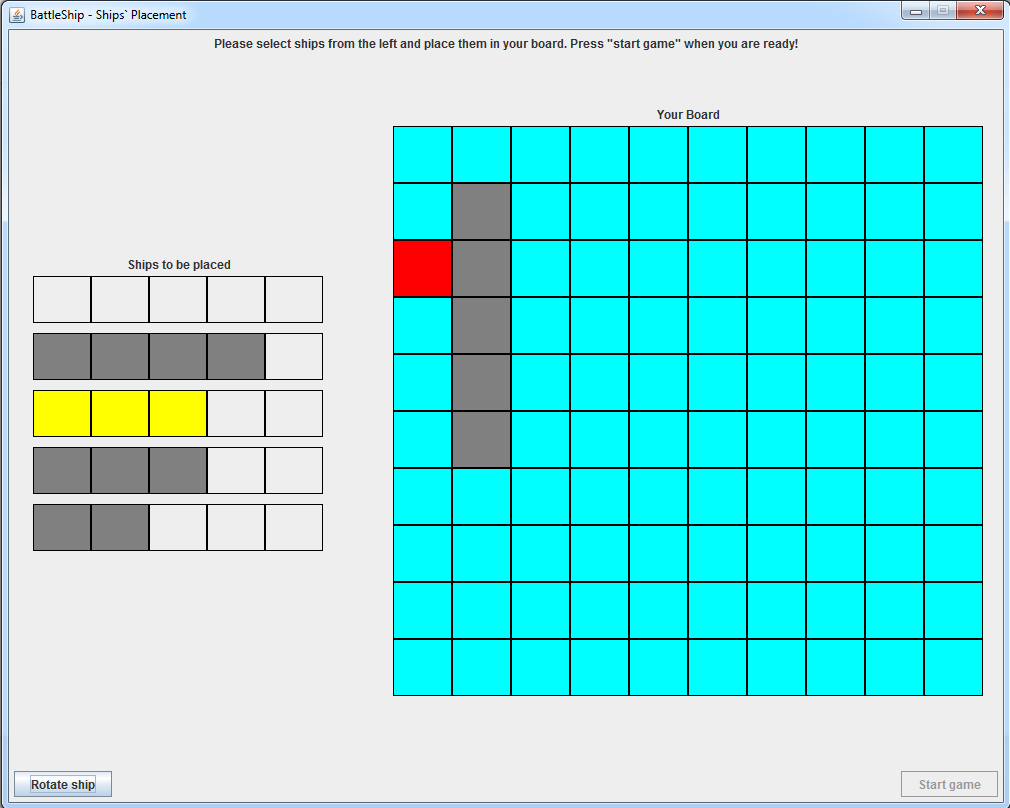 BattleShip - Ships` Placement
Please select ships from the left and place them in your board. Press "start game" when you are ready!
Your Board
Ships to be placed
Rotate ship
Start game